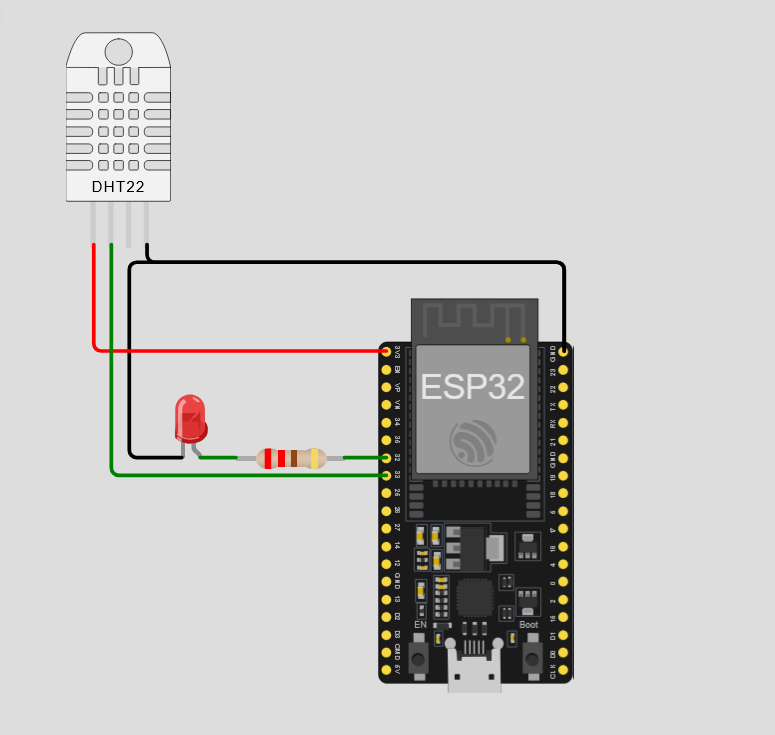 DHT22
ESP32
3V3
EN
VP
VN
34
35
32
33
25
26
27
14
12
GND
13
D2
D3
CMD
5V
GND
23
22
TX
RX
21
GND
19
18
5
17
16
4
0
2
15
D1
D0
CLK
EN
Boot